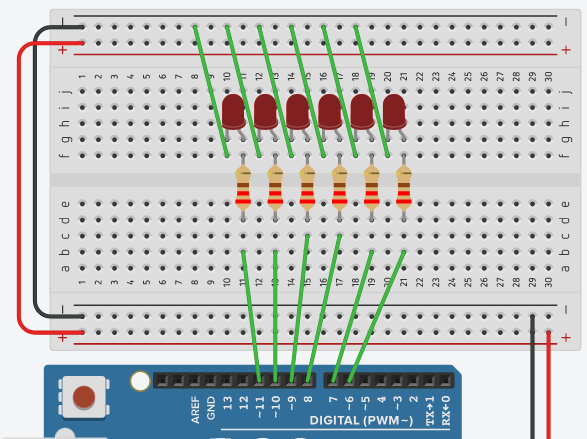 − −
+ +
1 2 3 4 5 6 7 8 9 10 11 12 13 14 15 16 17 18 19 20 21 22 23 24 25 26 27 28 29 30
j j
i i
h h
g g
f f
e e
d d
c c
b b
a a
1 2 3 4 5 6 7 8 9 10 11 12 13 14 15 16 17 18 19 20 21 22 23 24 25 26 27 28 29 30
− −
+ +
AREF GND 13 12 ~11 ~10 ~9 8 7 ~6 ~5 4 ~3 2 TX→1 RX←0
DIGITAL (PWM~)